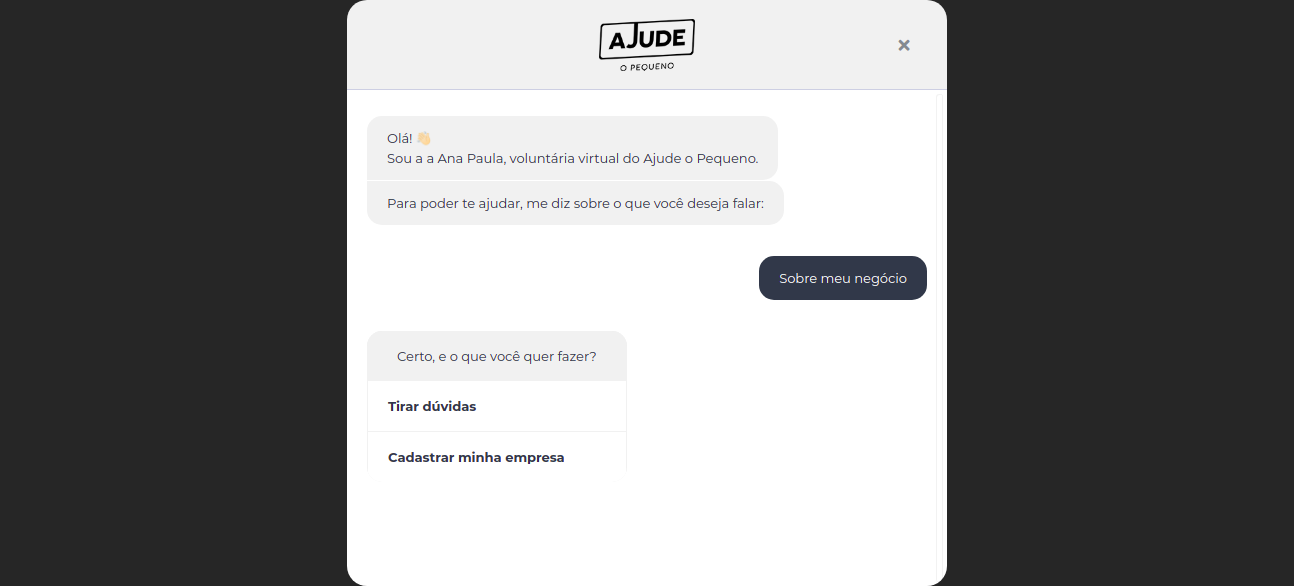 AJUDE
O PEQUENO
Olá! 👋🏻
Sou a a Ana Paula, voluntária virtual do Ajude o Pequeno.
Para poder te ajudar, me diz sobre o que você deseja falar:
Sobre meu negócio
Certo, e o que você quer fazer?
Tirar dúvidas
Cadastrar minha empresa